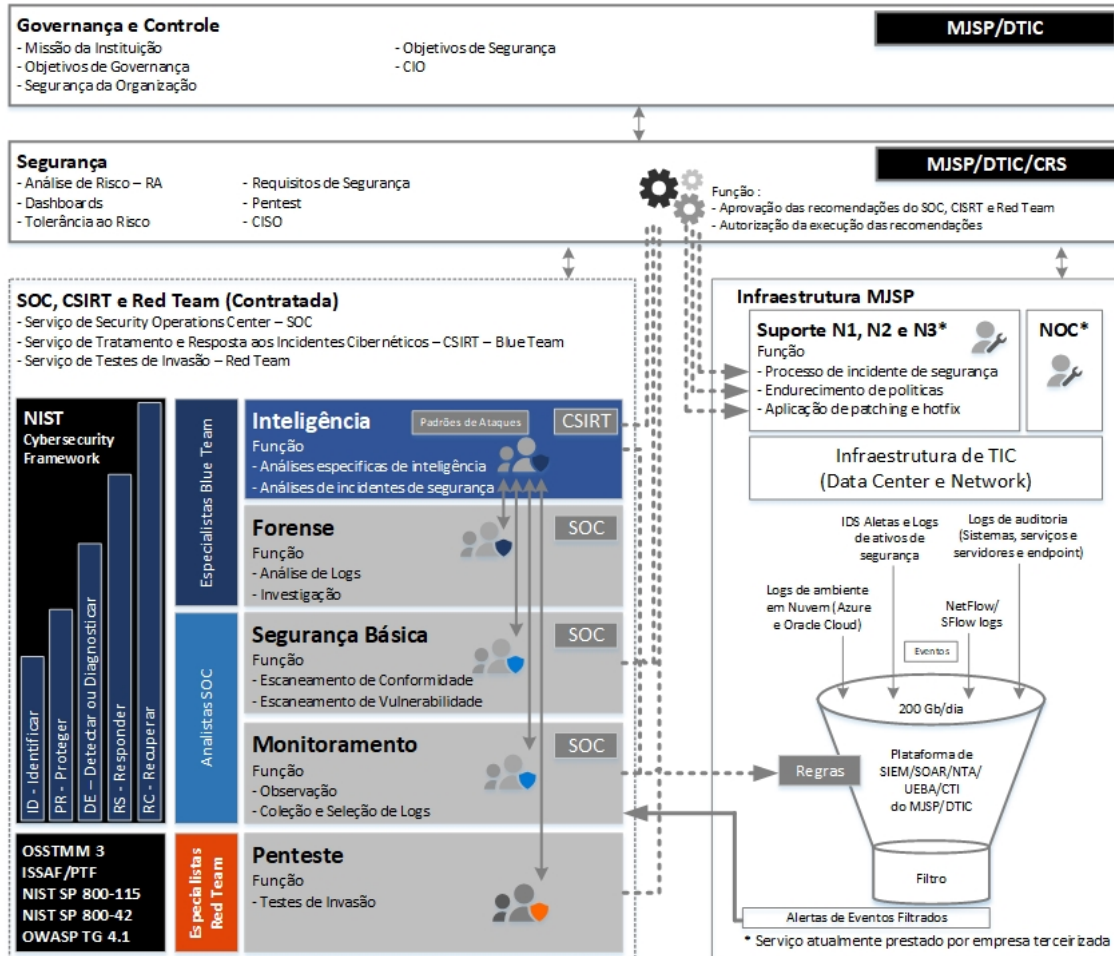 Governança e Controle
- Missão da Instituição
- Objetivos de Governança
- Segurança da Organização
- Objetivos de Segurança
- CIO
MJSP/DTIC
Segurança
- Análise de Risco – RA
- Dashboards
- Tolerância ao Risco
- Requisitos de Segurança
- Pentest
- CISO
MJSP/DTIC/CRS
Função :
- Aprovação das recomendações do SOC, CISRT e Red Team
- Autorização da execução das recomendações
SOC, CSIRT e Red Team (Contratada)
- Serviço de Security Operations Center – SOC
- Serviço de Tratamento e Resposta aos Incidentes Cibernéticos – CSIRT – Blue Team
- Serviço de Testes de Invasão – Red Team
NIST
Cybersecurity
Framework
ID - Identificar
PR - Proteger
DE – Detectar ou Diagnosticar
RS - Responder
RC - Recuperar
OSSTMM 3
ISSAF/PTF
NIST SP 800-115
NIST SP 800-42
OWASP TG 4.1
Especialistas Blue Team
Analistas SOC
Especialistas
Red Team
Inteligência
Padrões de Ataques
CSIRT
Função
- Análises especificas de inteligência
- Análises de incidentes de segurança
Forense
SOC
Função
- Análise de Logs
- Investigação
Segurança Básica
SOC
Função
- Escaneamento de Conformidade
- Escaneamento de Vulnerabilidade
Monitoramento
SOC
Função
- Observação
- Coleção e Seleção de Logs
Penteste
Função
- Testes de Invasão
Infraestrutura MJSP
Suporte N1, N2 e N3*
Função
- Processo de incidente de segurança
- Endurecimento de politicas
- Aplicação de patching e hotfix
NOC*
Infraestrutura de TIC
(Data Center e Network)
IDS Aletas e Logs
de ativos de
segurança
Logs de auditoria
(Sistemas, serviços e
servidores e endpoint)
Logs de ambiente
em Nuvem (Azure
e Oracle Cloud)
NetFlow/
SFlow logs
Eventos
200 Gb/dia
Plataforma de
SIEM/SOAR/NTA/
UEBA/CTI
do MJSP/DTIC
Regras
Filtro
Alertas de Eventos Filtrados
* Serviço atualmente prestado por empresa terceirizada